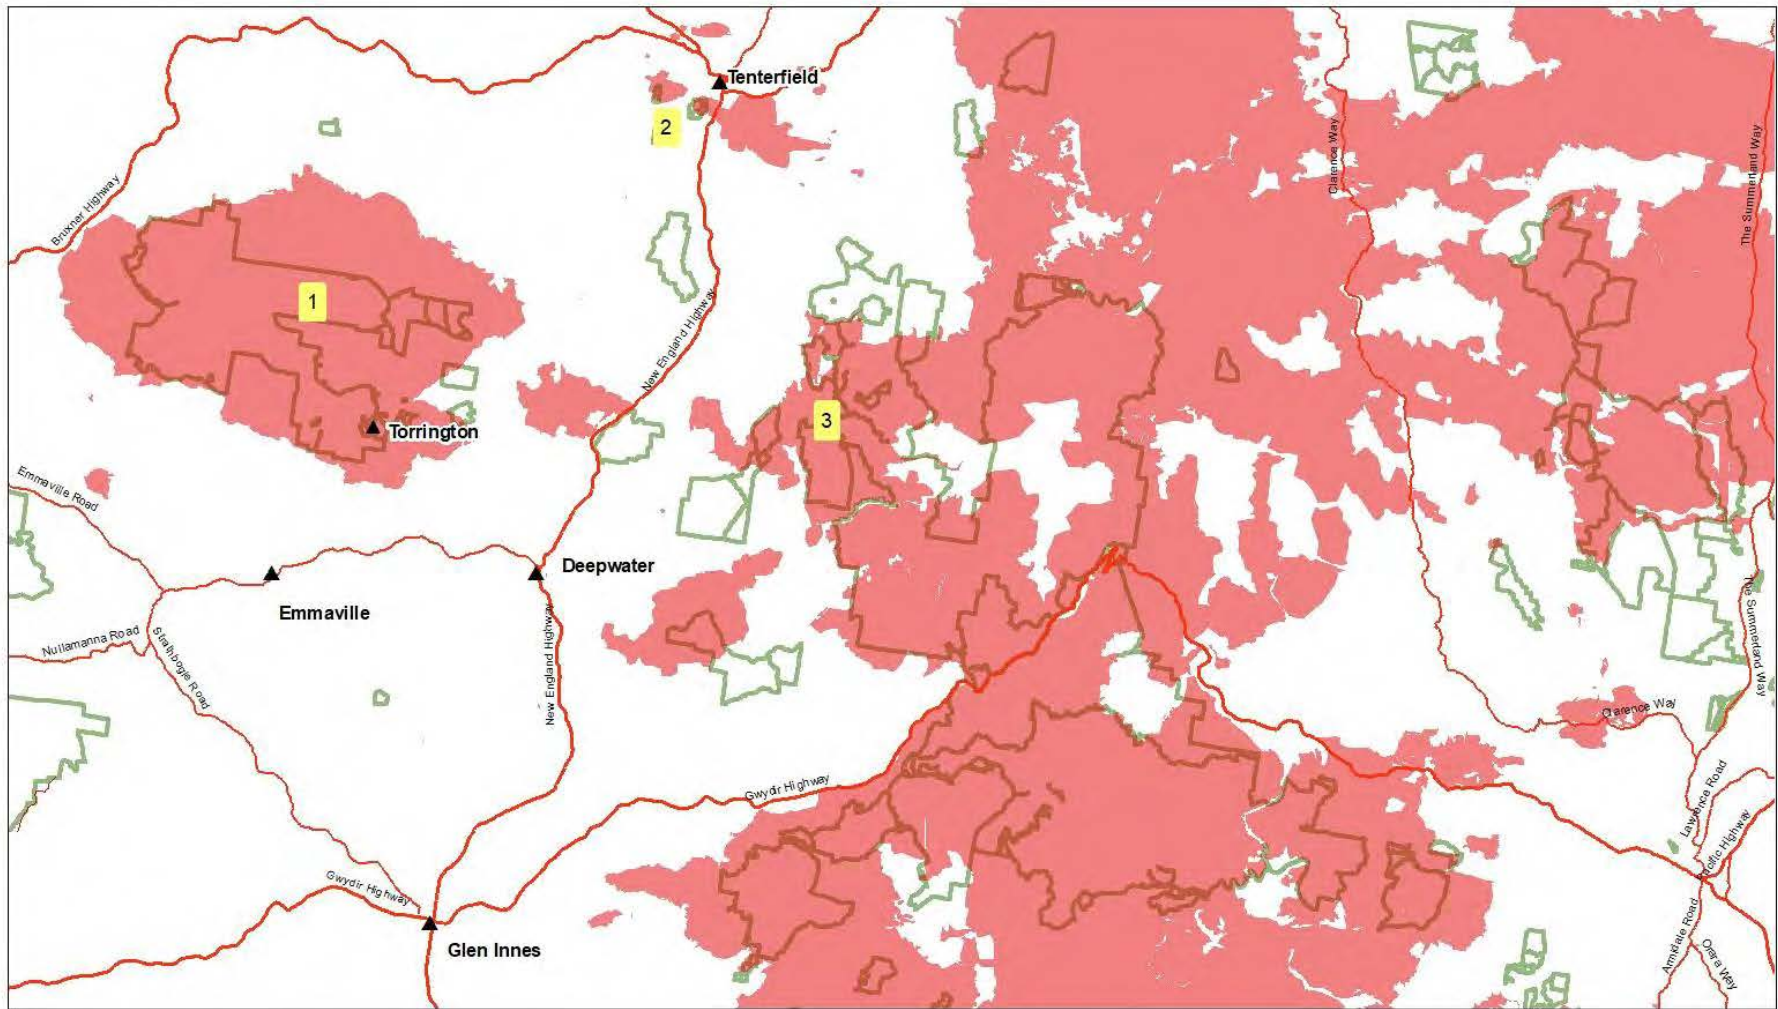 Tenterfield
2
Clarence Way
The Summerland Way
Bruxner Highway
1
New England Highway
3
Torrington
Emmaville Road
Deepwater
Emmaville
Nullamanna Road
Strathbogie Road
New England Highway
The Summerland Way
Clarence Way
Gwydir Highway
Lawrence Road
Pacific Highway
Gwydir Highway
Glen Innes
Armidale Road
Orara Way